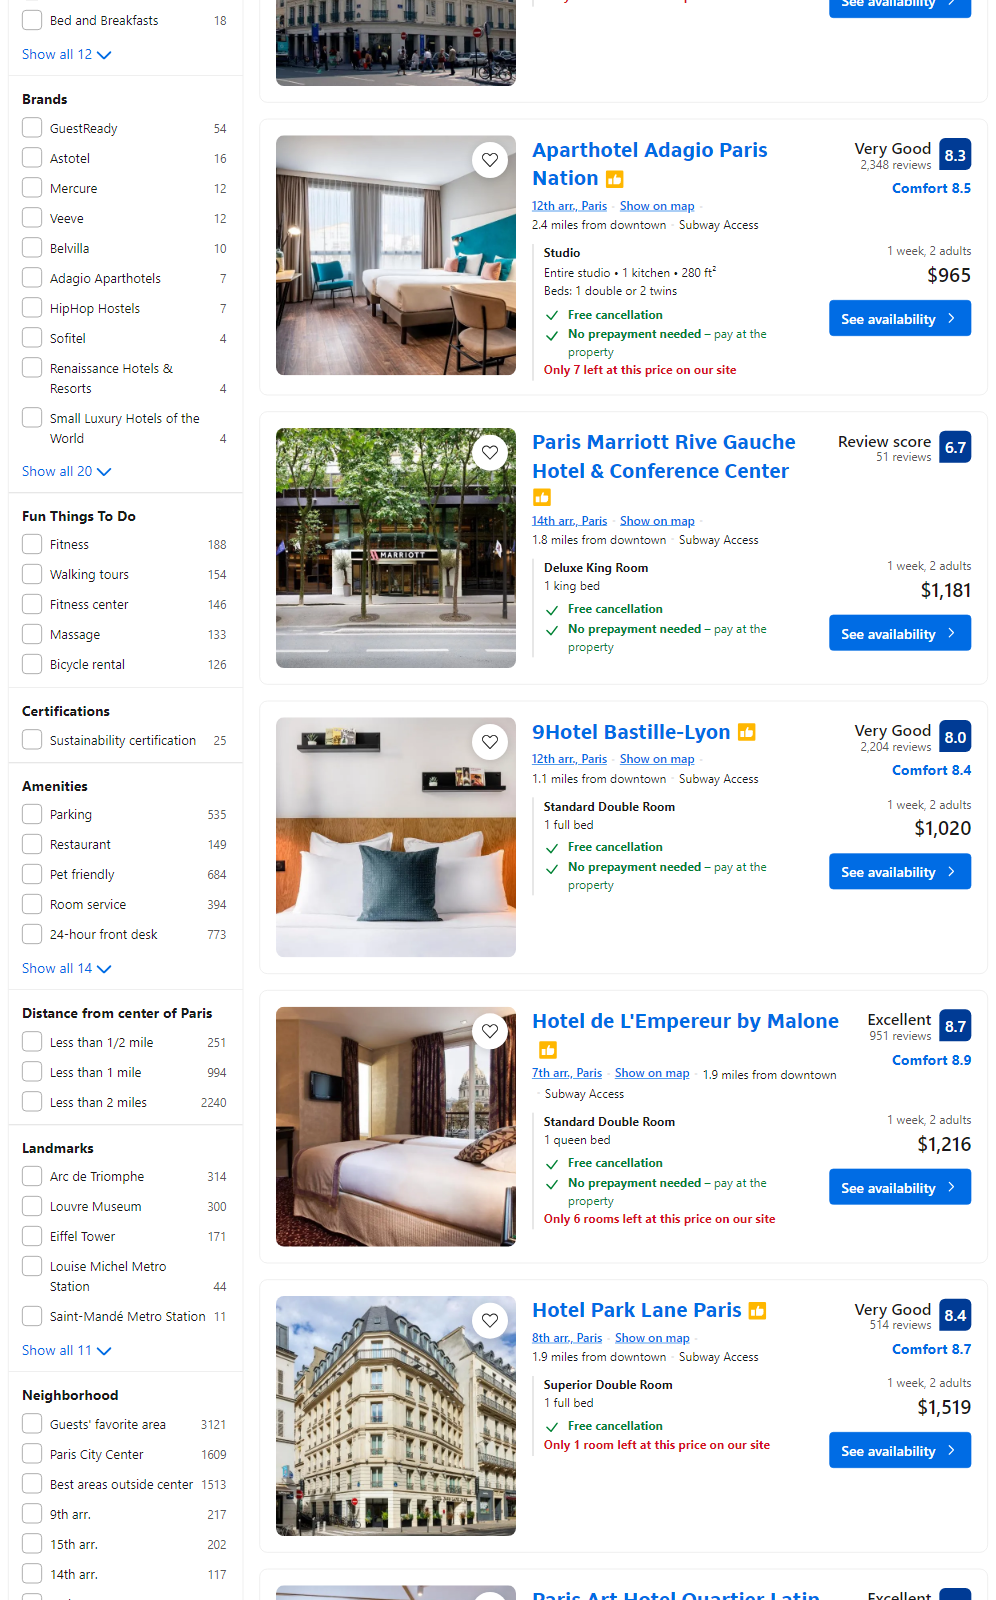 Bed and Breakfasts 18
Show all 12
Brands
GuestReady 54
Astotel 16
Mercure 12
Veeve 12
Belvilla 10
Adagio Aparthotels 7
HipHop Hostels 7
Sofitel 4
Renaissance Hotels &
Resorts 4
Small Luxury Hotels of the
World 4
Show all 20
Fun Things To Do
Fitness 188
Walking tours 154
Fitness center 146
Massage 133
Bicycle rental 126
Certifications
Sustainability certification 25
Amenities
Parking 535
Restaurant 149
Pet friendly 684
Room service 394
24-hour front desk 773
Show all 14
Distance from center of Paris
Less than 1/2 mile 251
Less than 1 mile 994
Less than 2 miles 2240
Landmarks
Arc de Triomphe 314
Louvre Museum 300
Eiffel Tower 171
Louise Michel Metro
Station 44
Saint-Mandé Metro Station 11
Show all 11
Neighborhood
Guests' favorite area 3121
Paris City Center 1609
Best areas outside center 1513
9th arr. 217
15th arr. 202
14th arr. 117
See availability
Aparthotel Adagio Paris
Nation
12th arr., Paris · Show on map ·
2.4 miles from downtown · Subway Access
Studio
Entire studio • 1 kitchen • 280 ft²
Beds: 1 double or 2 twins
Free cancellation
No prepayment needed – pay at the
property
Only 7 left at this price on our site
Very Good 8.3
2,348 reviews
Comfort 8.5
1 week, 2 adults
$965
See availability
MARRIOTT
Paris Marriott Rive Gauche
Hotel & Conference Center
14th arr., Paris · Show on map ·
1.8 miles from downtown · Subway Access
Deluxe King Room
1 king bed
Free cancellation
No prepayment needed – pay at the
property
Review score 6.7
51 reviews
1 week, 2 adults
$1,181
See availability
9Hotel Bastille-Lyon
12th arr., Paris · Show on map ·
1.1 miles from downtown · Subway Access
Standard Double Room
1 full bed
Free cancellation
No prepayment needed – pay at the
property
Very Good 8.0
2,204 reviews
Comfort 8.4
1 week, 2 adults
$1,020
See availability
Hotel de L'Empereur by Malone
7th arr., Paris · Show on map · 1.9 miles from downtown
· Subway Access
Standard Double Room
1 queen bed
Free cancellation
No prepayment needed – pay at the
property
Only 6 rooms left at this price on our site
Excellent 8.7
951 reviews
Comfort 8.9
1 week, 2 adults
$1,216
See availability
Hotel Park Lane Paris
8th arr., Paris · Show on map ·
1.9 miles from downtown · Subway Access
Superior Double Room
1 full bed
Free cancellation
Only 1 room left at this price on our site
Very Good 8.4
514 reviews
Comfort 8.7
1 week, 2 adults
$1,519
See availability
Paris Art Hotel Quartier Latin
Excellent